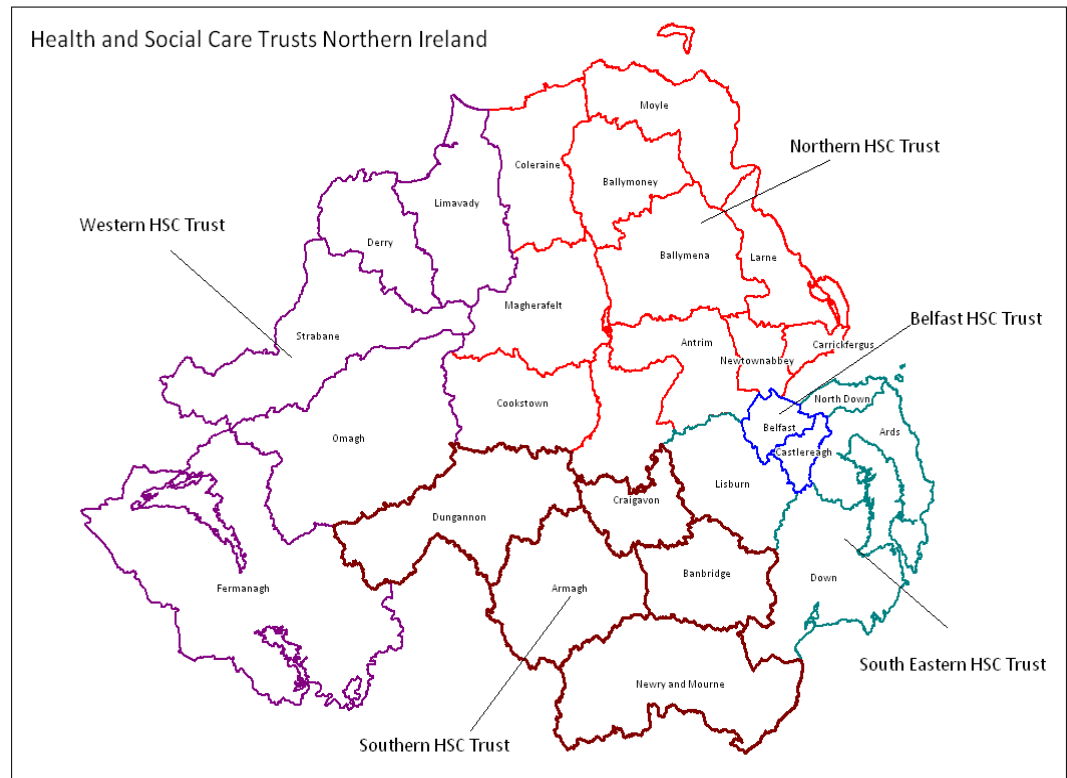 Health and Social Care Trusts Northern Ireland
Moyle
Northern HSC Trust
Coleraine
Ballymoney
Limavady
Western HSC Trust
Derry
Ballymena
Larne
Magherafelt
Belfast HSC Trust
Strabane
Antrim
Carrickfergus
Newtownabbey
Cookstown
North Down
Belfast
Ards
Omagh
Castlereagh
Lisburn
Craigavon
Dungannon
Banbridge
Down
Fermanagh
Armagh
South Eastern HSC Trust
Newry and Mourne
Southern HSC Trust